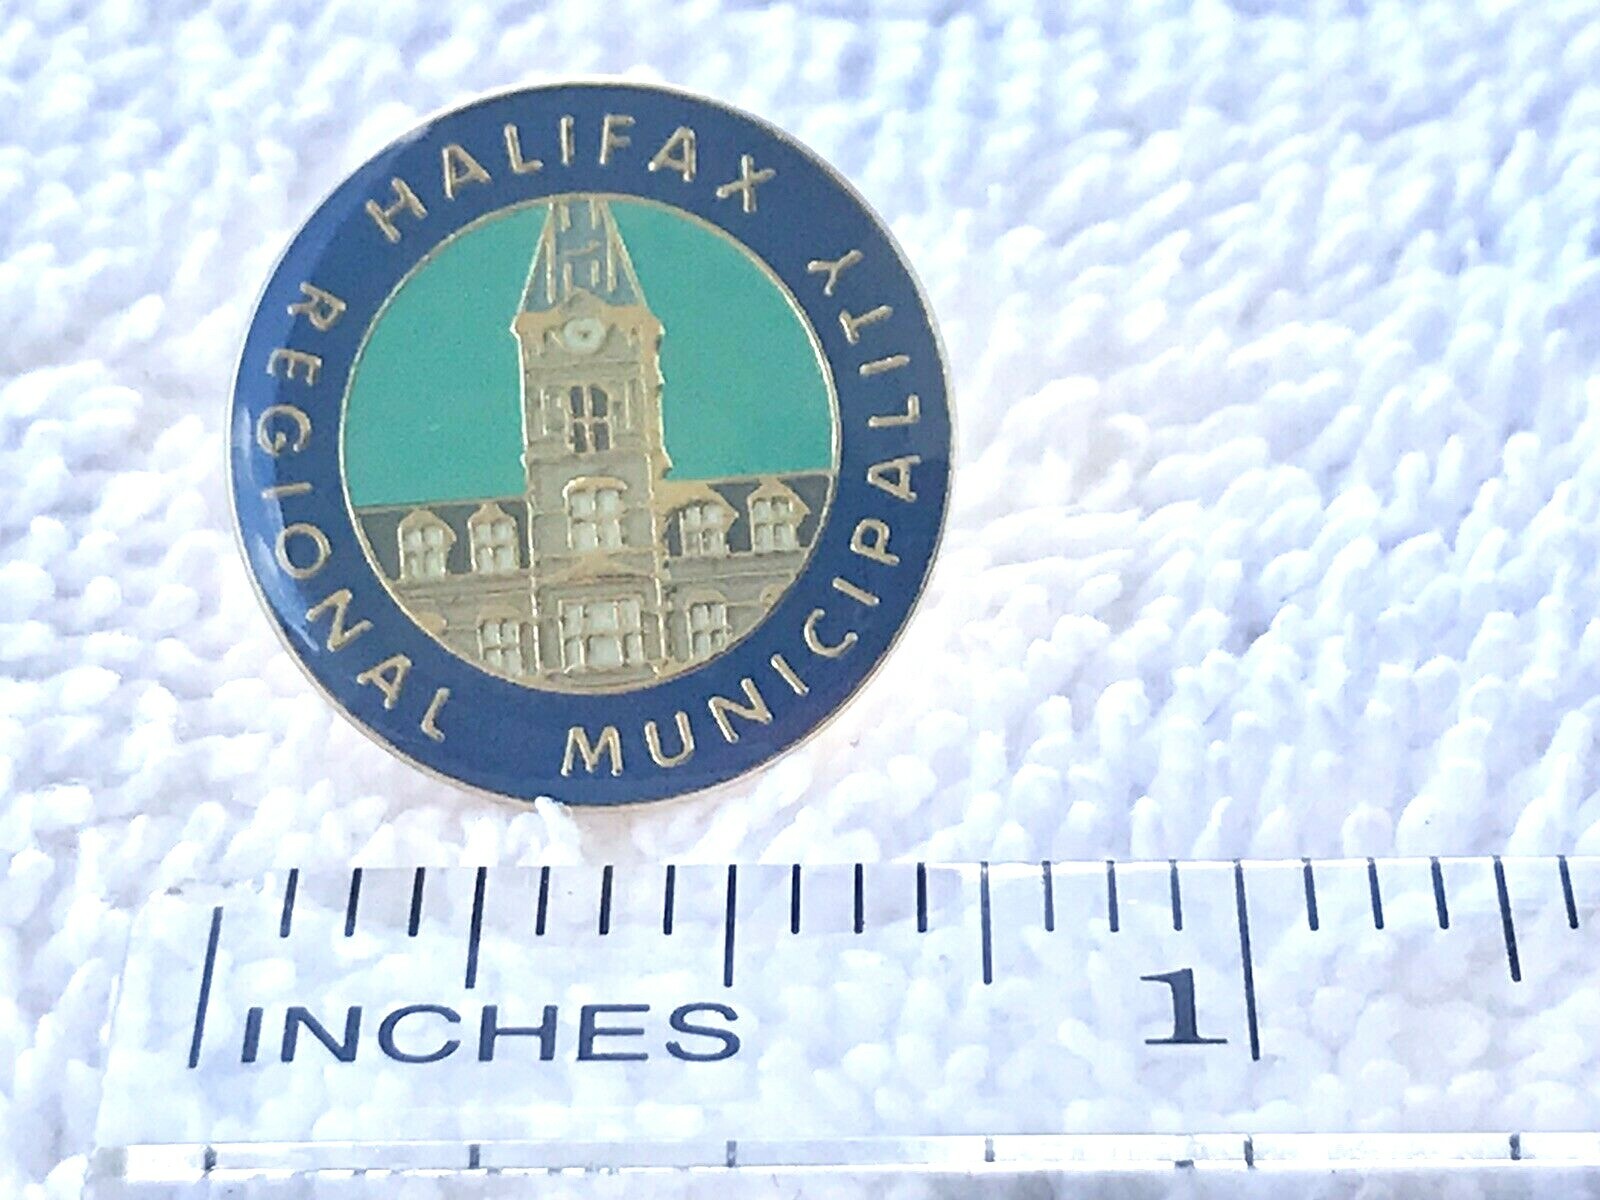 HALIFAX REGIONAL MUNICIPALITY
INCHES 1